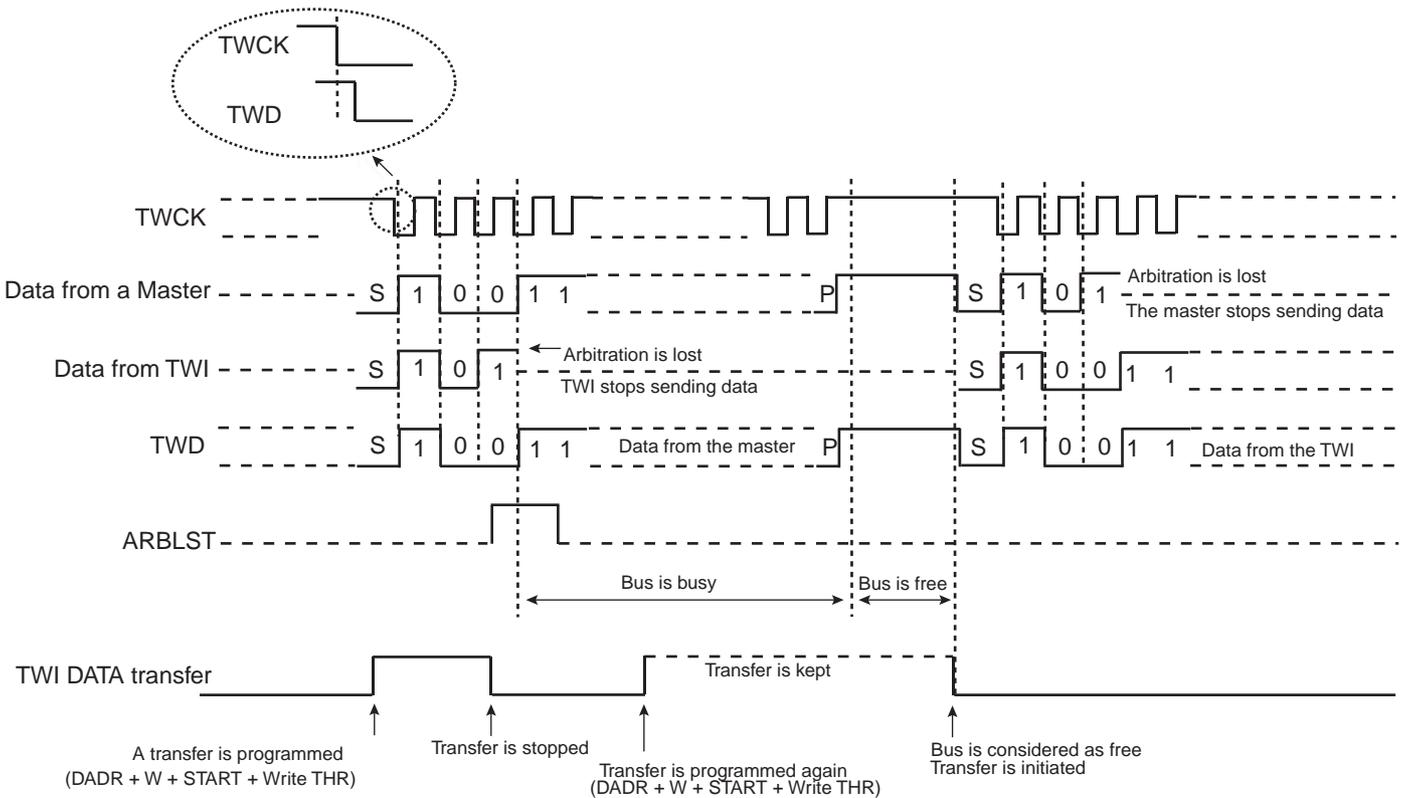 TWCK
TWD
TWCK
Data from a Master S 1 0 0 1 1 P S 1 0 1 Arbitration is lost
The master stops sending data
Data from TWI S 1 0 1 Arbitration is lost S 1 0 0 1 1
TWI stops sending data
TWD S 1 0 0 1 1 Data from the master P S 1 0 0 1 1 Data from the TWI
ARBLST
Bus is busy Bus is free
TWI DATA transfer Transfer is kept
A transfer is programmed
(DADR + W + START + Write THR)
Transfer is stopped
Transfer is programmed again
(DADR + W + START + Write THR)
Bus is considered as free
Transfer is initiated